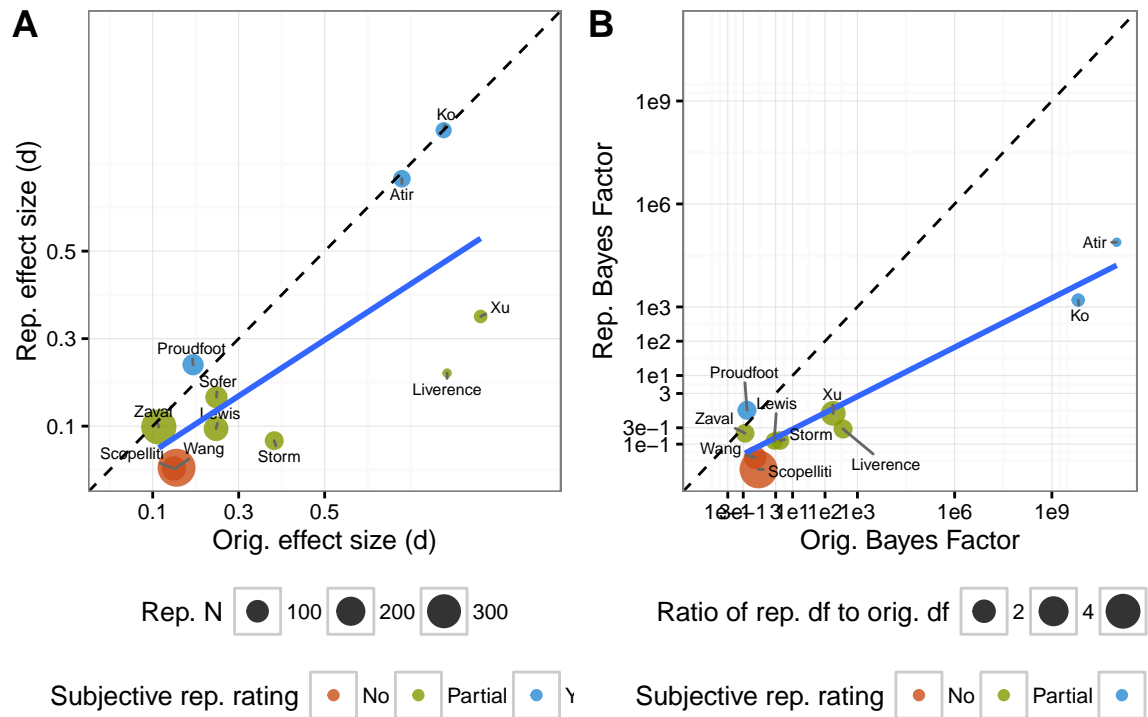 A
Rep. effect size (d)
0.5
0.3
0.1
Ko
Atir
Xu
Proudfoot
Sofer
Liverence
Zaval
Lewis
Scopelliti
Wang
Storm
0.1 0.3 0.5
Orig. effect size (d)
Rep. N 100 200 300
Subjective rep. rating No Partial Y
B
Rep. Bayes Factor
1e9
1e6
1e3
1e2
1e1
3
3e−1
1e−1
Atir
Ko
Proudfoot
Lewis
Xu
Zaval
Storm
Wang
Scopelliti
Liverence
3 1e2 1e3 1e6 1e9
Orig. Bayes Factor
Ratio of rep. df to orig. df 2 4
Subjective rep. rating No Partial